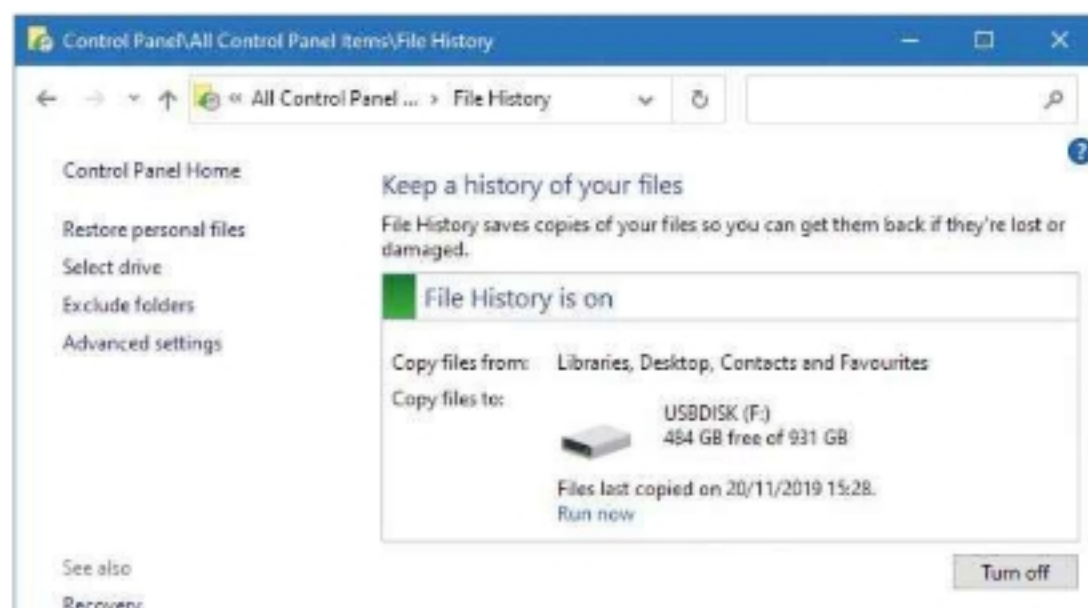 Control Panel\All Control Panel Items\File History
« All Control Panel ... › File History
Control Panel Home
Restore personal files
Select drive
Exclude folders
Advanced settings
See also
Recovery
?
Keep a history of your files
File History saves copies of your files so you can get them back if they're lost or
damaged.
File History is on
Copy files from: Libraries, Desktop, Contacts and Favourites
Copy files to:
USBDISK (F:)
484 GB free of 931 GB
Files last copied on 20/11/2019 15:28.
Run now
Turn off